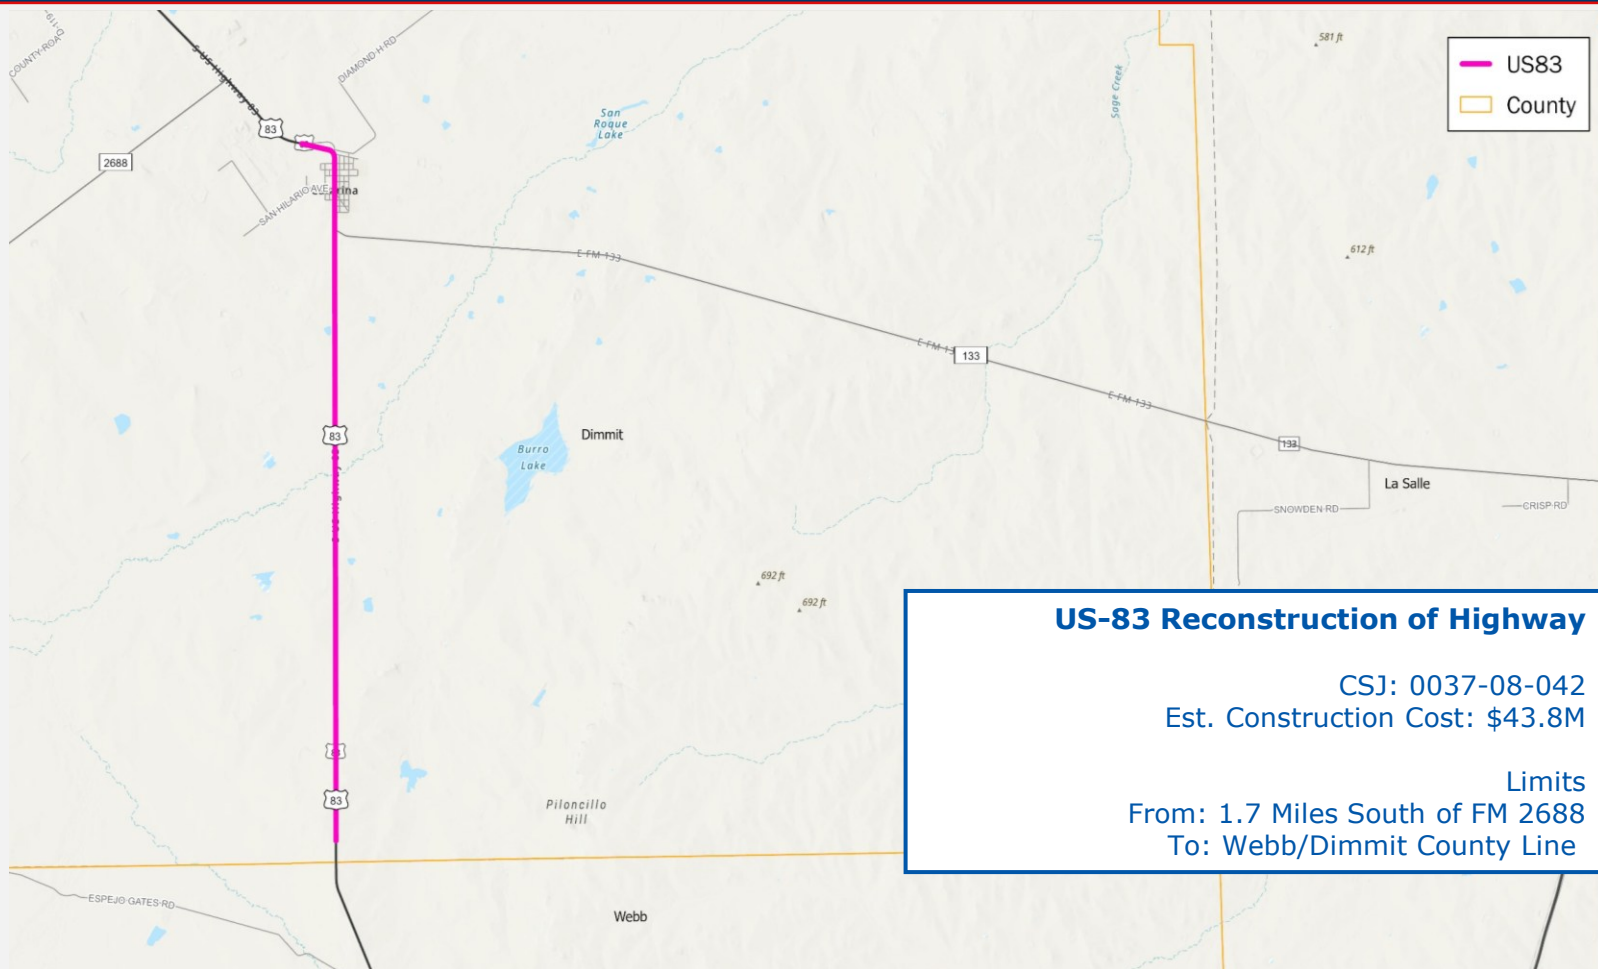 COUNTY-ROAD
S US Highway 83
DIAMOND-H-RD
83
2688
SAN-HILARIO AVE
San
Roque
Lake
Sage Creek
581 ft
US83
County
612 ft
E FM 133
133
E FM 133
133
83
Burro
Lake
Dimmit
La Salle
SNOWDEN RD
CRISP RD
692 ft
692 ft
US-83 Reconstruction of Highway
CSJ: 0037-08-042
Est. Construction Cost: $43.8M
Limits
From: 1.7 Miles South of FM 2688
To: Webb/Dimmit County Line
83
Piloncillo
Hill
ESPEJO GATES RD
Webb